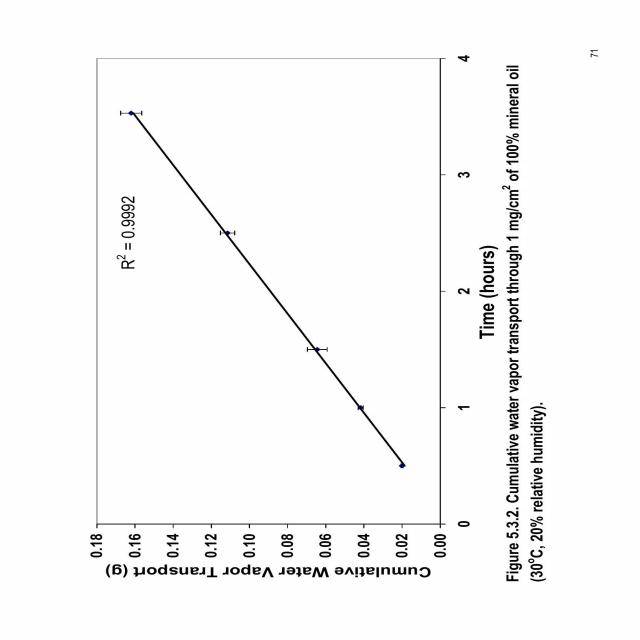 Cumulative Water Vapor Transport (g)
0.18
0.16
0.14
0.12
0.10
0.08
0.06
0.04
0.02
0.00
R² = 0.9992
0 1 2 3 4
Time (hours)
Figure 5.3.2. Cumulative water vapor transport through 1 mg/cm² of 100% mineral oil
(30°C, 20% relative humidity).
71